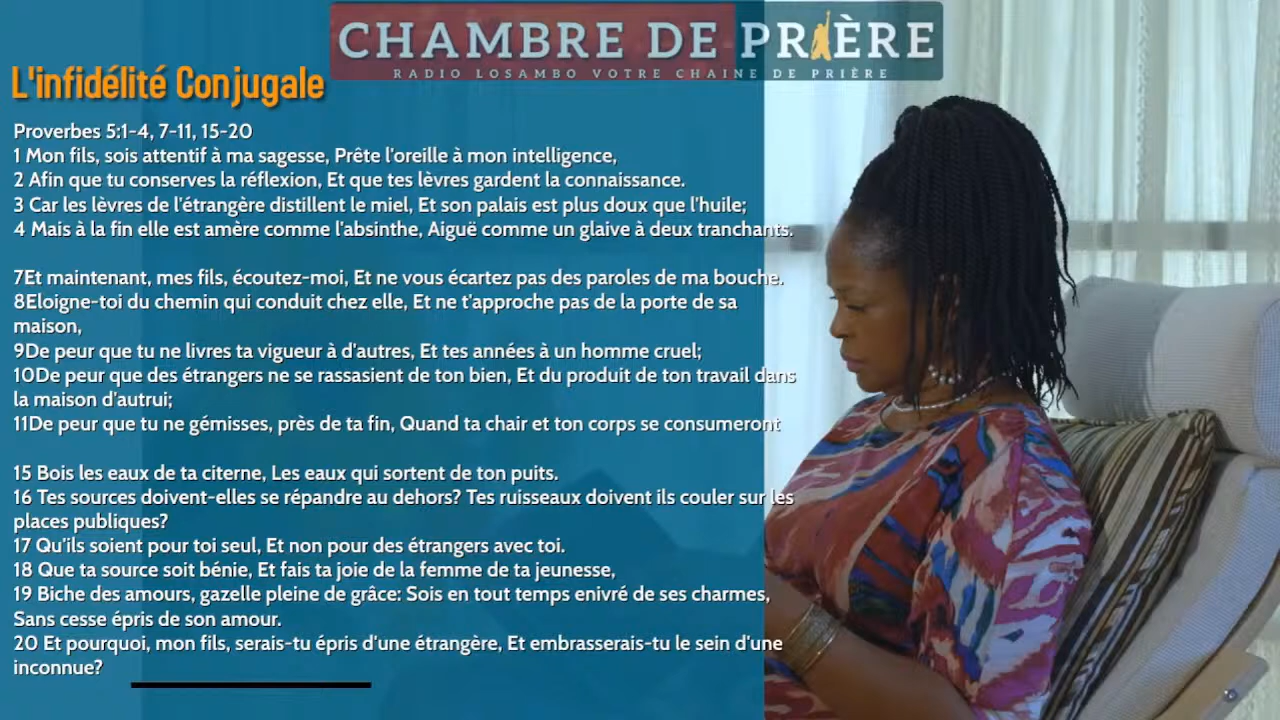 CHAMBRE DE PRIÈRE
RADIO LOSAMBO VOTRE CHAINE DE PRIÈRE
L'infidélité Conjugale
Proverbes 5:1-4, 7-11, 15-20
1 Mon fils, sois attentif à ma sagesse, Prête l'oreille à mon intelligence,
2 Afin que tu conserves la réflexion, Et que tes lèvres gardent la connaissance.
3 Car les lèvres de l'étrangère distillent le miel, Et son palais est plus doux que l'huile;
4 Mais à la fin elle est amère comme l'absinthe, Aiguë comme un glaive à deux tranchants.
7Et maintenant, mes fils, écoutez-moi, Et ne vous écartez pas des paroles de ma bouche.
8Eloigne-toi du chemin qui conduit chez elle, Et ne t'approche pas de la porte de sa
maison,
9De peur que tu ne livres ta vigueur à d'autres, Et tes années à un homme cruel;
10De peur que des étrangers ne se rassasient de ton bien, Et du produit de ton travail dans
la maison d'autrui;
11De peur que tu ne gémisses, près de ta fin, Quand ta chair et ton corps se consumeront
15 Bois les eaux de ta citerne, Les eaux qui sortent de ton puits.
16 Tes sources doivent-elles se répandre au dehors? Tes ruisseaux doivent ils couler sur les
places publiques?
17 Qu'ils soient pour toi seul, Et non pour des étrangers avec toi.
18 Que ta source soit bénie, Et fais ta joie de la femme de ta jeunesse,
19 Biche des amours, gazelle pleine de grâce: Sois en tout temps enivré de ses charmes,
Sans cesse épris de son amour.
20 Et pourquoi, mon fils, serais-tu épris d'une étrangère, Et embrasserais-tu le sein d'une
inconnue?